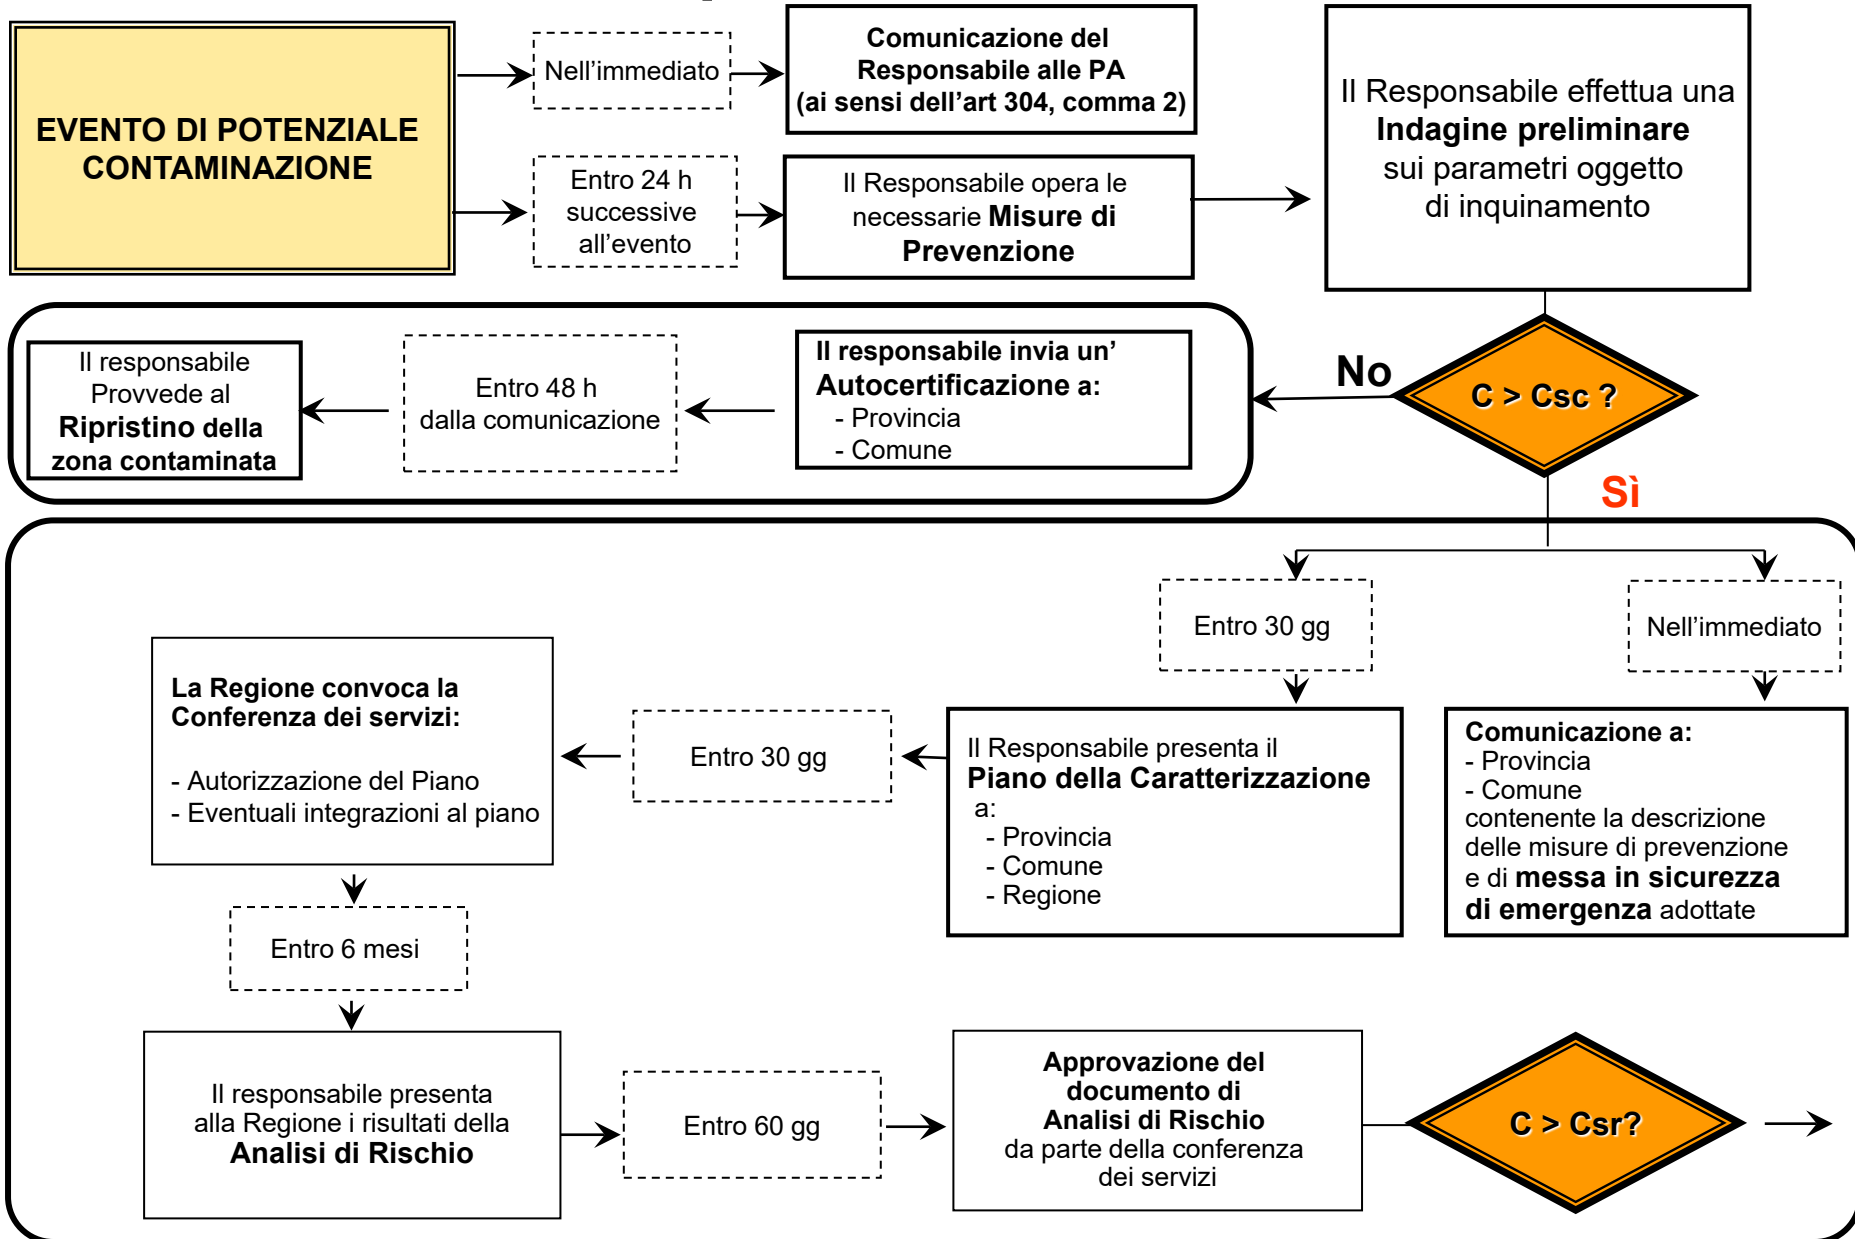 EVENTO DI POTENZIALE
CONTAMINAZIONE
Nell'immediato
Comunicazione del
Responsabile alle PA
(ai sensi dell'art 304, comma 2)
Entro 24 h
successive
all'evento
Il Responsabile opera le
necessarie Misure di
Prevenzione
Il Responsabile effettua una
Indagine preliminare
sui parametri oggetto
di inquinamento
C > Csc ?
No
Il responsabile invia un'
Autocertificazione a:
- Provincia
- Comune
Entro 48 h
dalla comunicazione
Il responsabile
Provvede al
Ripristino della
zona contaminata
Sì
Nell'immediato
Comunicazione a:
- Provincia
- Comune
contenente la descrizione
delle misure di prevenzione
e di messa in sicurezza
di emergenza adottate
Entro 30 gg
Il Responsabile presenta il
Piano della Caratterizzazione
a:
- Provincia
- Comune
- Regione
Entro 30 gg
La Regione convoca la
Conferenza dei servizi:
- Autorizzazione del Piano
- Eventuali integrazioni al piano
Entro 6 mesi
Il responsabile presenta
alla Regione i risultati della
Analisi di Rischio
Entro 60 gg
Approvazione del
documento di
Analisi di Rischio
da parte della conferenza
dei servizi
C > Csr?